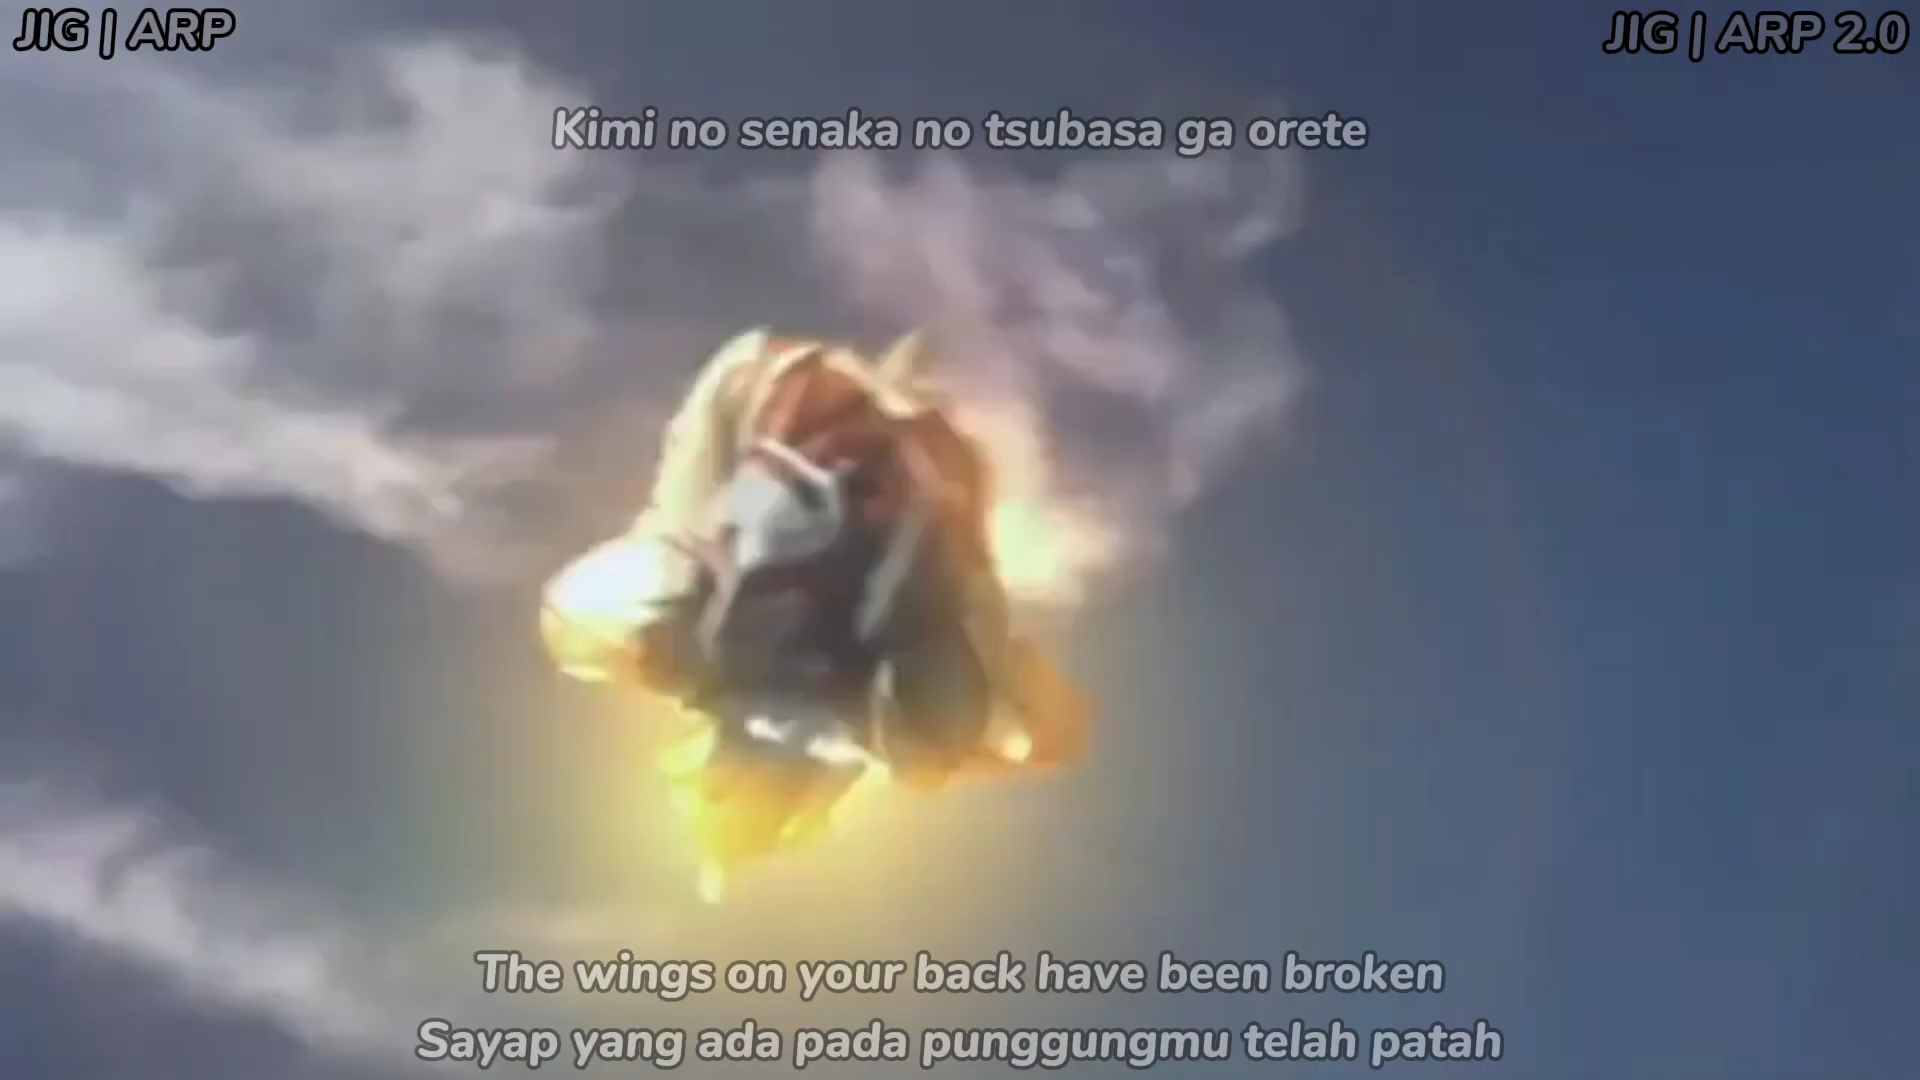 JIG | ARP
JIG | ARP 2.0
Kimi no senaka no tsubasa ga orete
The wings on your back have been broken
Sayap yang ada pada punggungmu telah patah